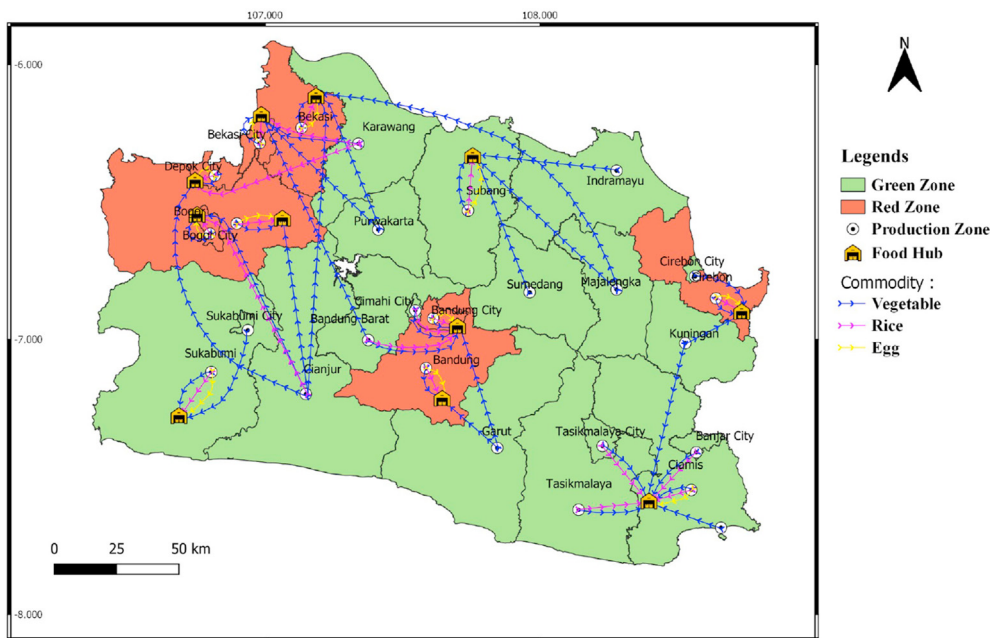 107.000
108.000
-6.000
N
Bekasi
Bekasi City
Karawang
Depok City
Subang
Indramayu
Bogor
Bogor City
Purwakarta
Cirebon City
Cirebon
Sumedang
Majalengka
Cimahi City
Bandung City
Sukabumi City
Bandung Barat
Kuningan
-7.000
Sukabumi
Cianjur
Bandung
Garut
Tasikmalaya City
Banjar City
Ciamis
Tasikmalaya
0
25
50 km
-8.000
Legends
Green Zone
Red Zone
Production Zone
Food Hub
Commodity :
Vegetable
Rice
Egg